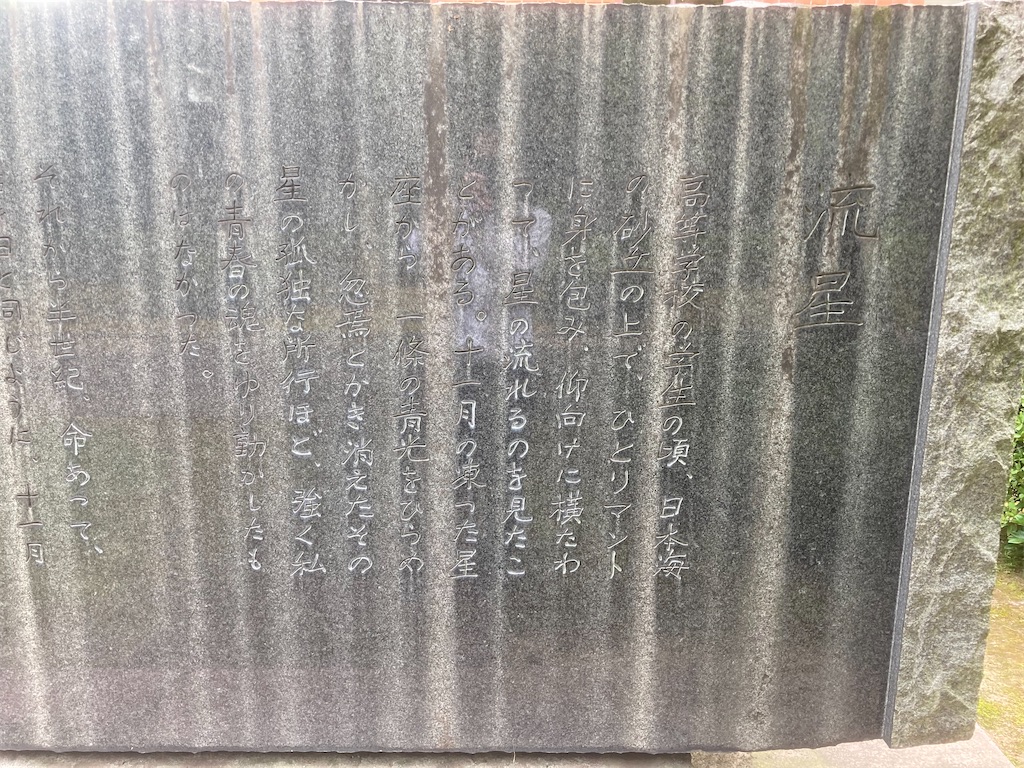 流星
高等学校の学生の頃、日本海
の砂丘の上で、ひとりマント
に身を包み、仰向けに横たわ
って、星の流れるのを見たこ
とがある。十一月の凍った星
座から 一條の青光をひらめ
かし 忽焉とかき消えたその
星の孤独な所行ほど、強く私
の青春の魂をゆり動かしたも
のはなかった。
それから半世紀、命あって、
日と同じように、十一月